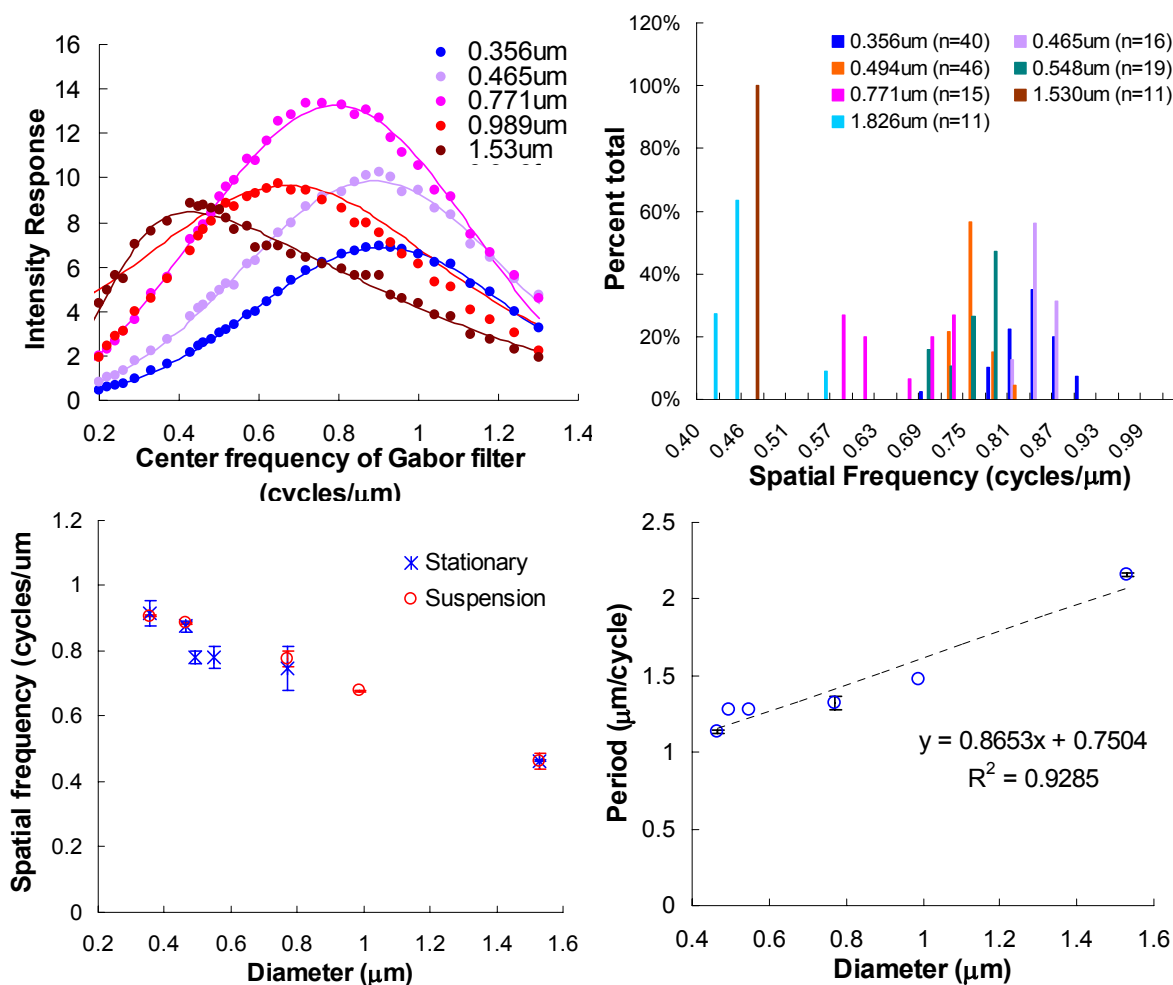 16
14
12
10
8
6
4
2
0
Intensity Response
0.356um
0.465um
0.771um
0.989um
1.53um
0.2 0.4 0.6 0.8 1.0 1.2 1.4
Center frequency of Gabor filter
(cycles/μm)
120%
100%
80%
60%
40%
20%
0%
Percent total
0.356um (n=40) 0.465um (n=16)
0.494um (n=46) 0.548um (n=19)
0.771um (n=15) 1.530um (n=11)
1.826um (n=11)
0.40 0.46 0.51 0.57 0.63 0.69 0.75 0.81 0.87 0.93 0.99
Spatial Frequency (cycles/μm)
1.2
1
0.8
0.6
0.4
0.2
0
Spatial frequency (cycles/um
Stationary
Suspension
0.2 0.4 0.6 0.8 1 1.2 1.4 1.6
Diameter (μm)
2.5
2
1.5
1
0.5
0
Period (μm/cycle)
y = 0.8653x + 0.7504
R² = 0.9285
0.4 0.6 0.8 1 1.2 1.4 1.6
Diameter (μm)